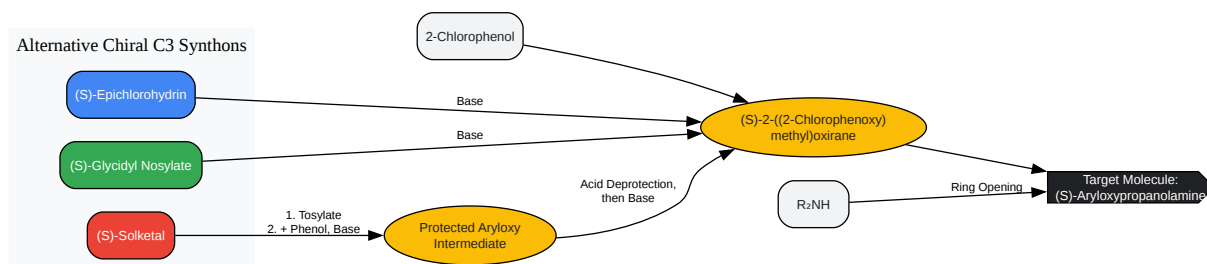 Alternative Chiral C3 Synthons
(S)-Epichlorohydrin
(S)-Glycidyl Nosylate
(S)-Solketal
2-Chlorophenol
Base
Base
1. Tosylate
2. + Phenol, Base
Protected Aryloxy
Intermediate
Acid Deprotection,
then Base
(S)-2-((2-Chlorophenoxy)
methyl)oxirane
R₂NH
Ring Opening
Target Molecule:
(S)-Aryloxypropanolamine